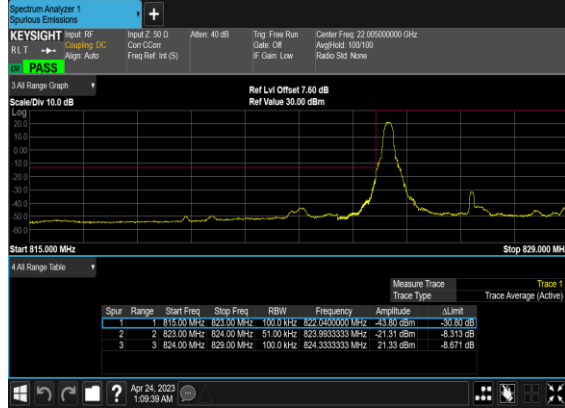 Spectrum Analyzer 1
Spurious Emissions
+
KEYSIGHT Input: RF Input Z: 50 Ω Atten: 40 dB Trig: Free Run Center Freq: 22.005000000 GHz
RLT Coupling: DC Corr CCorr Gate: Off Avg|Hold: 100/100
Align: Auto Freq Ref: Int (S) IF Gain: Low Radio Std: None
PASS
3 All Range Graph
Ref Lvl Offset 7.60 dB
Scale/Div 10.0 dB Ref Value 30.00 dBm
Log
20.0
10.0
0.00
-10.0
-20.0
-30.0
-40.0
-50.0
-60.0
Start 815.000 MHz Stop 829.000 MH
4 All Range Table
Measure Trace Trace 1
Trace Type Trace Average (Active)
Spur Range Start Freq Stop Freq RBW Frequency Amplitude ΔLimit
1 1 815.00 MHz 823.00 MHz 100.0 kHz 822.0400000 MHz -43.80 dBm -30.80 dB
2 2 823.00 MHz 824.00 MHz 51.00 kHz 823.9933333 MHz -21.31 dBm -8.313 dB
3 3 824.00 MHz 829.00 MHz 100.0 kHz 824.3333333 MHz 21.33 dBm -8.671 dB
? Apr 24, 2023
1:09:39 AM